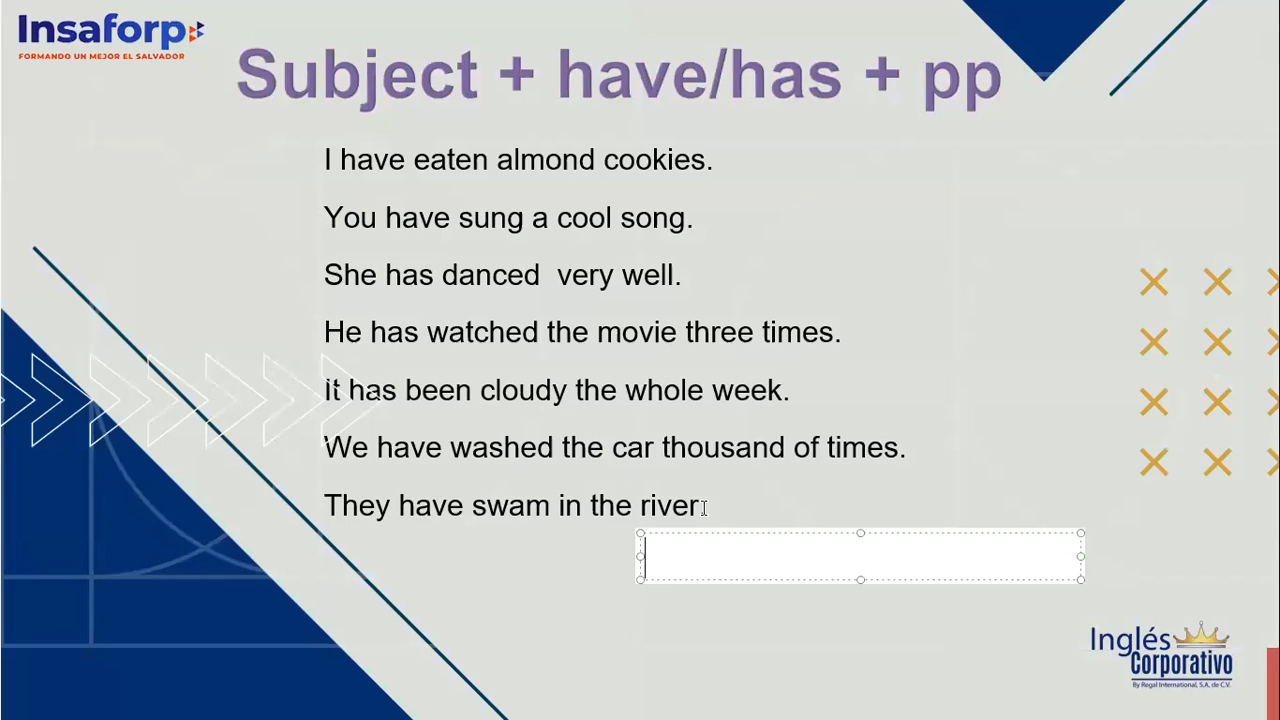 Insaforp
FORMANDO UN MEJOR EL SALVADOR
Subject + have/has + pp
I have eaten almond cookies.
You have sung a cool song.
She has danced  very well.
He has watched the movie three times.
It has been cloudy the whole week.
We have washed the car thousand of times.
They have swam in the river.
Inglés
Corporativo
By Regal International, S.A. de C.V.